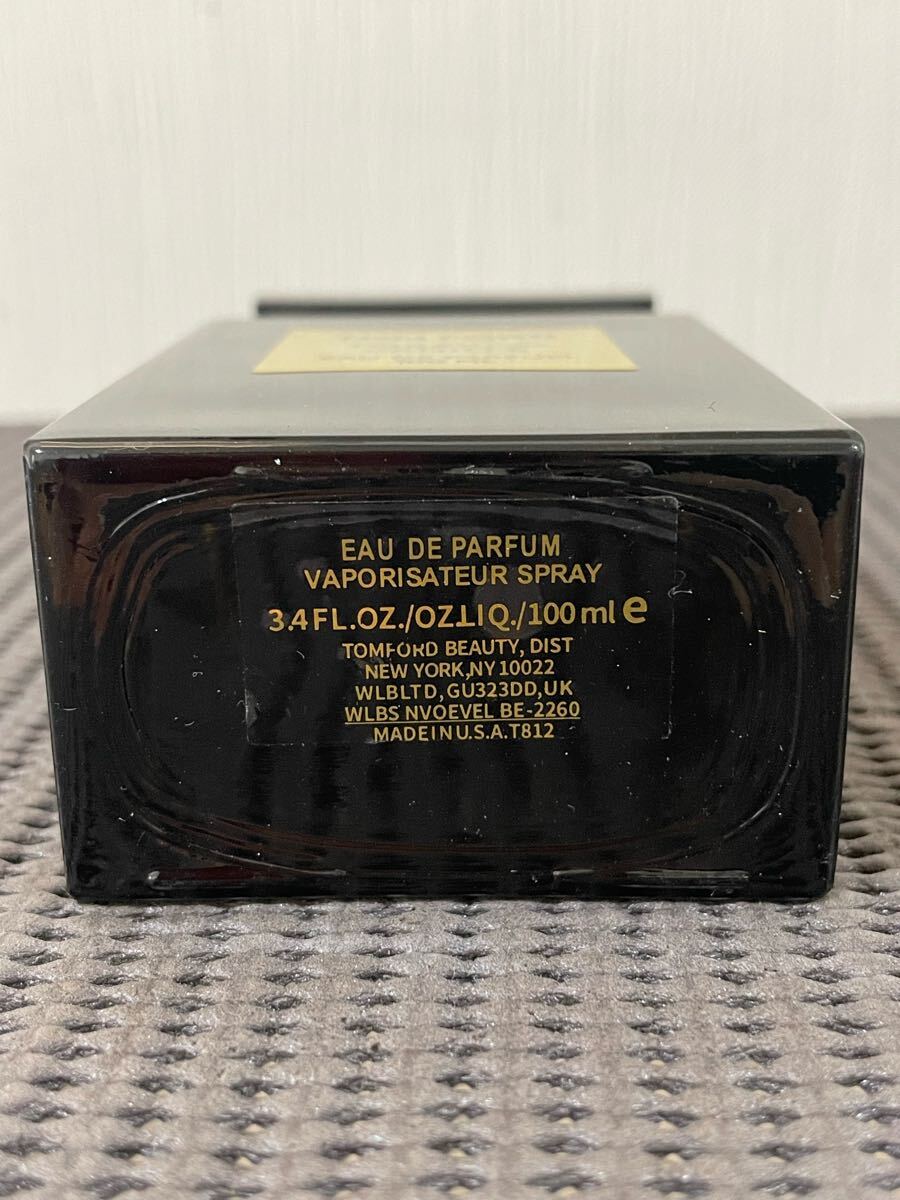 EAU DE PARFUM
VAPORISATEUR SPRAY
3.4 FL.OZ./OZ⊥IQ./100 ml e
TOMFORD BEAUTY, DIST
NEW YORK,NY 10022
WLBLTD,GU323DD,UK
WLBS NVOEVEL BE-2260
MADEINU.S.A.T812